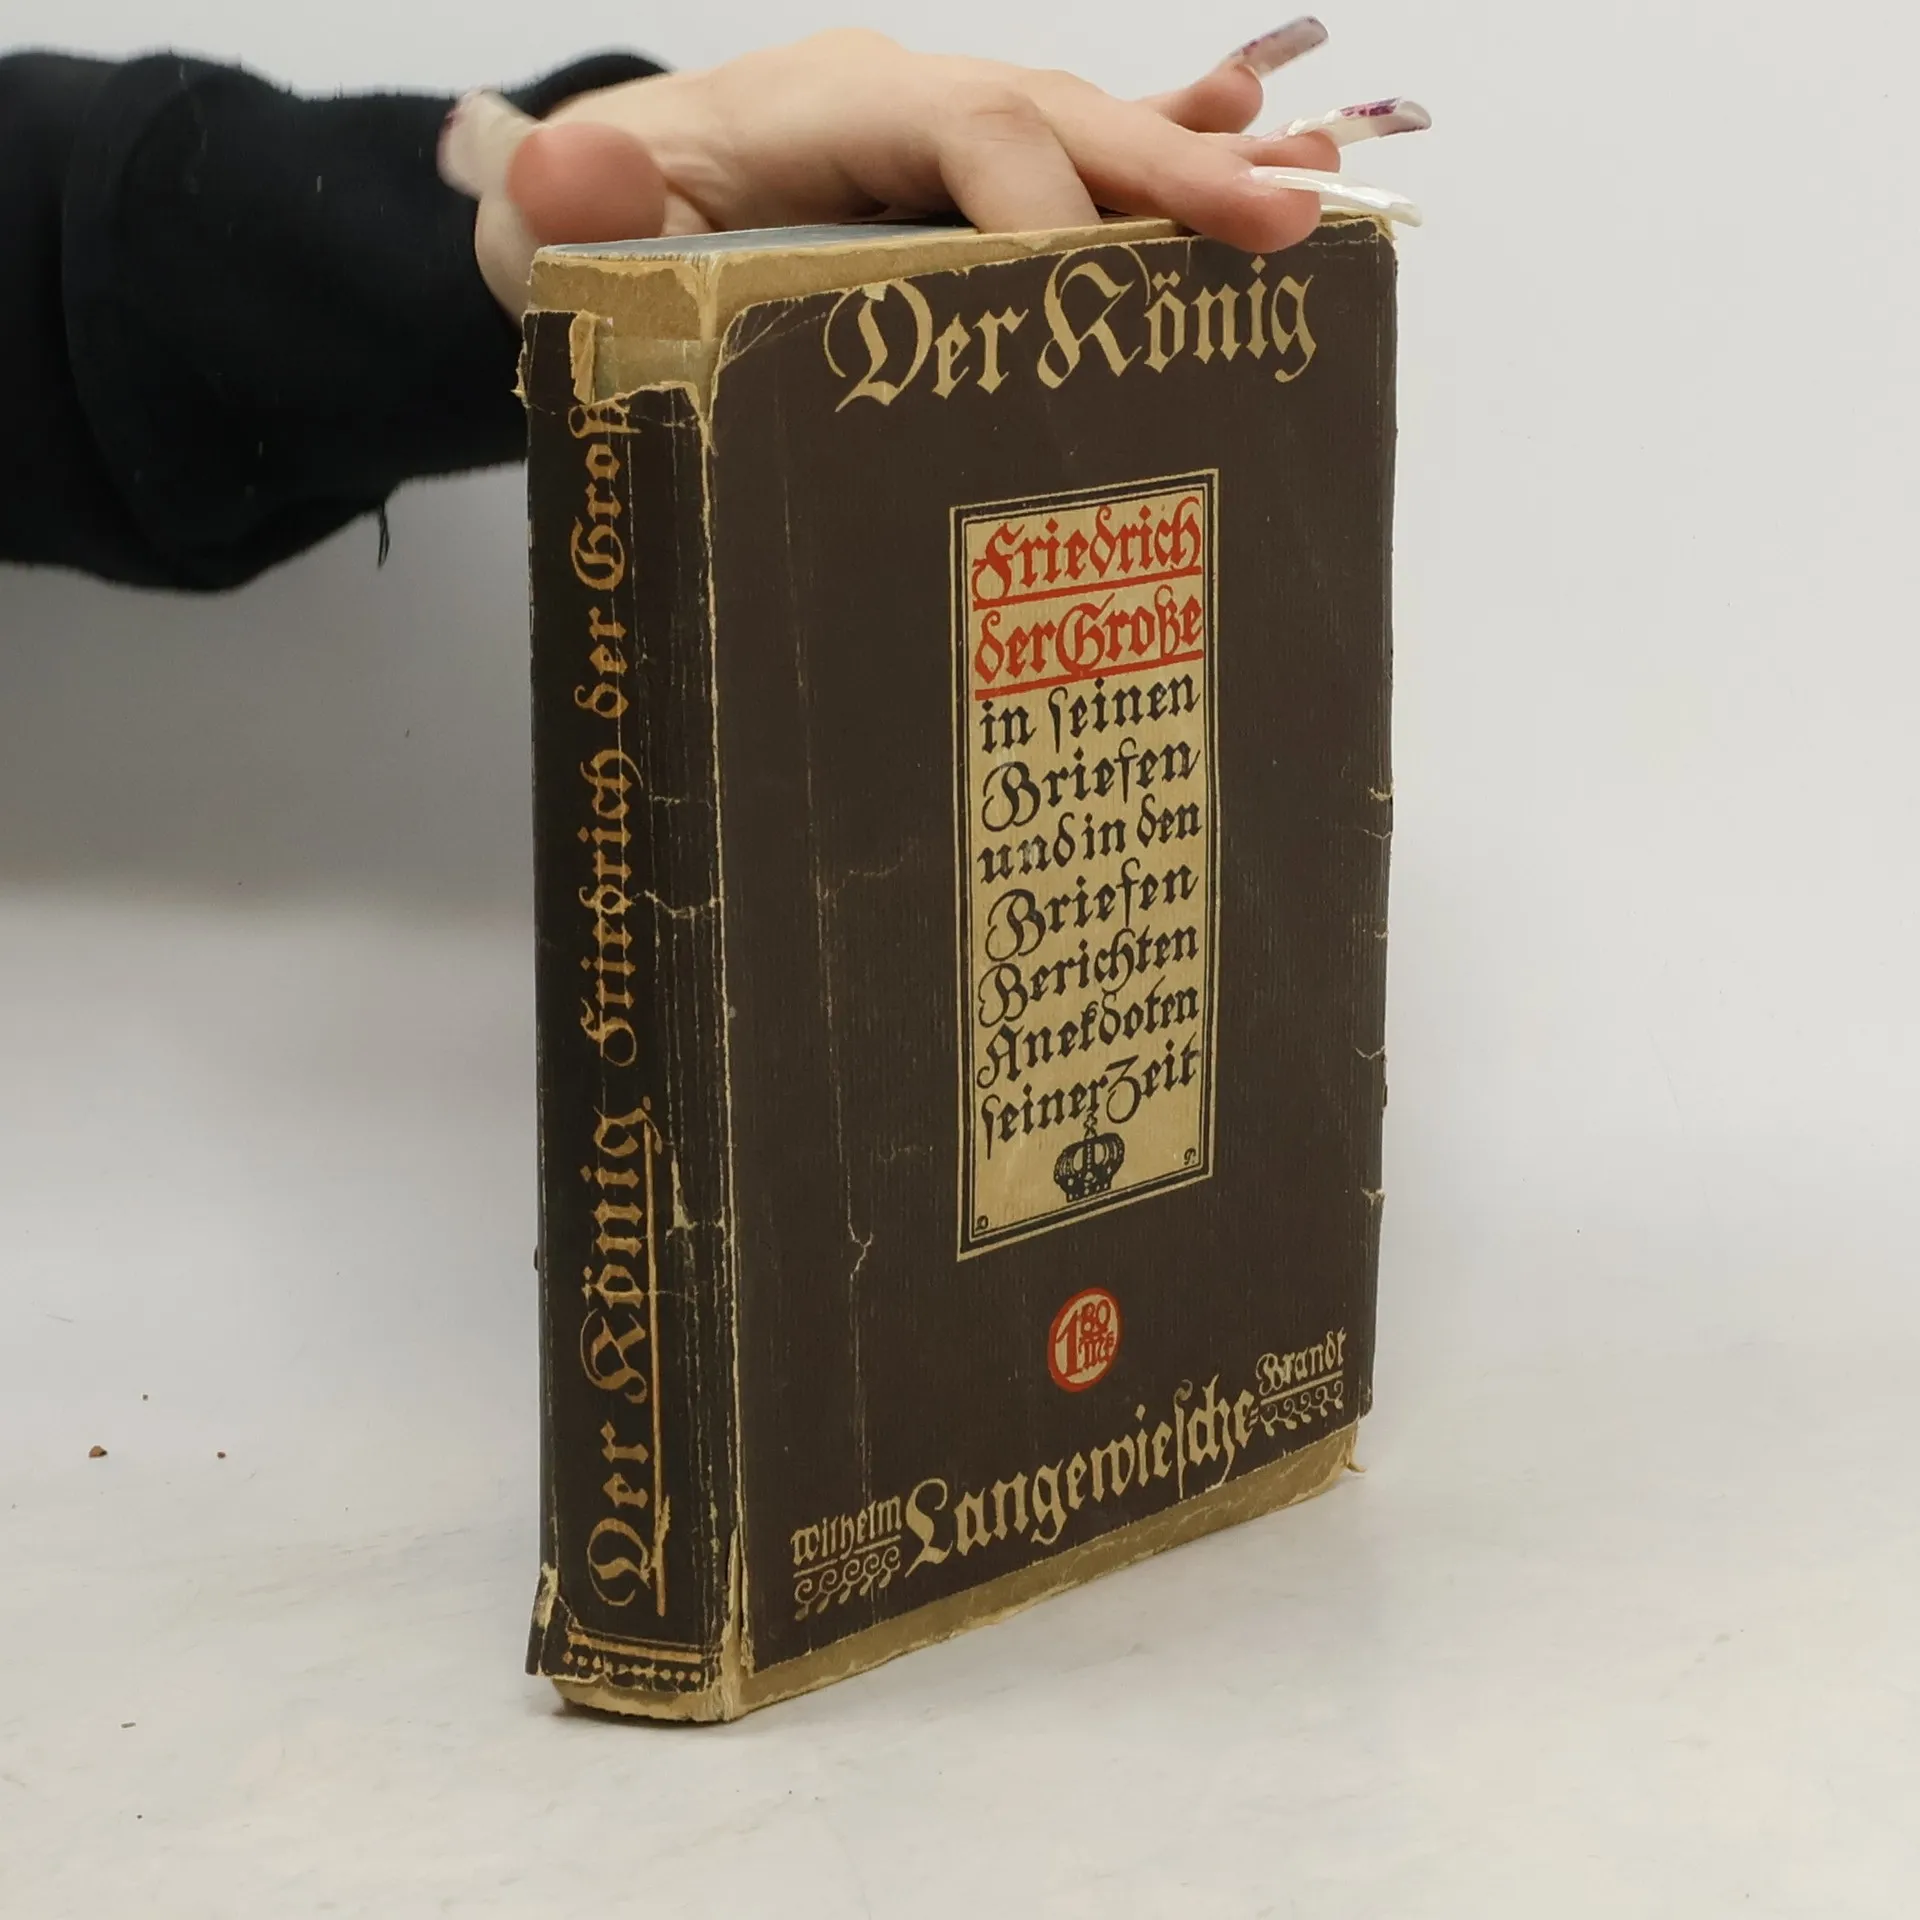 Der König
Friedrich
der Große
in seinen
Briefen
und in den
Briefen
Berichten
Anekdoten
seiner Zeit
P.
1 80 Mk
Wilhelm Langewiesche-Brandt
Der König. Friedrich der Groß